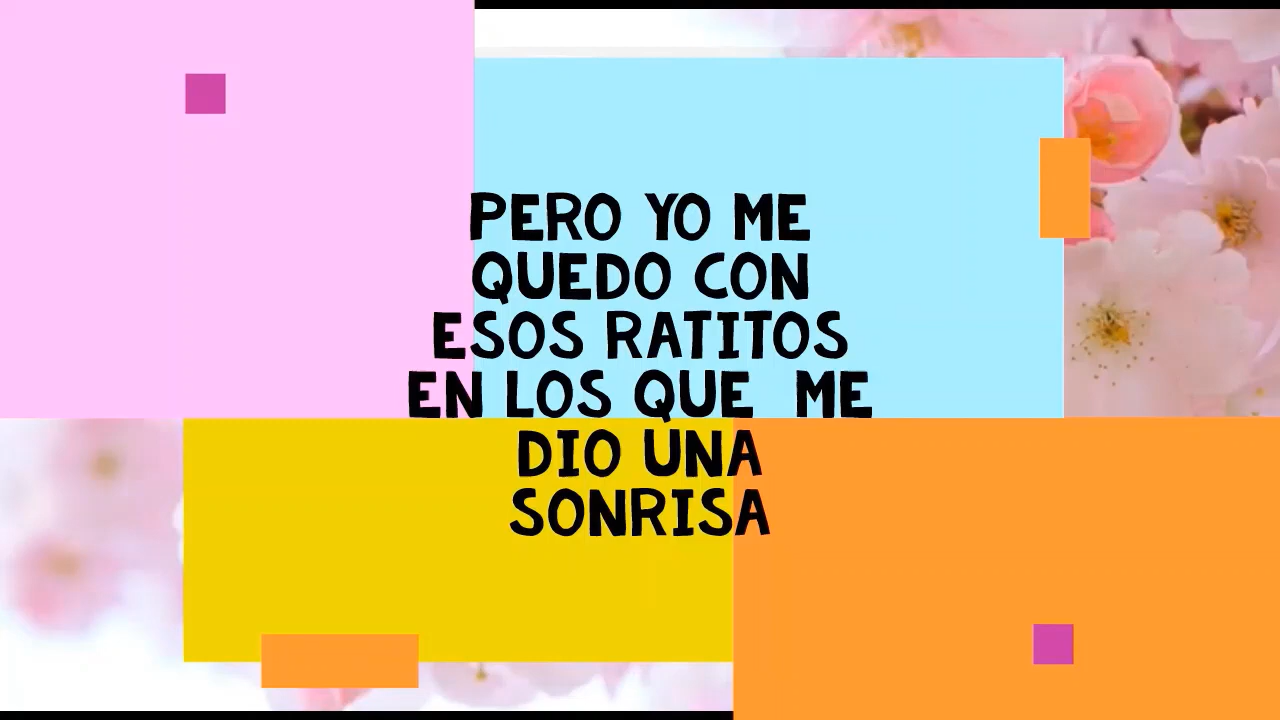 PERO YO ME
QUEDO CON
ESOS RATITOS
EN LOS QUE ME
DIO UNA
SONRISA